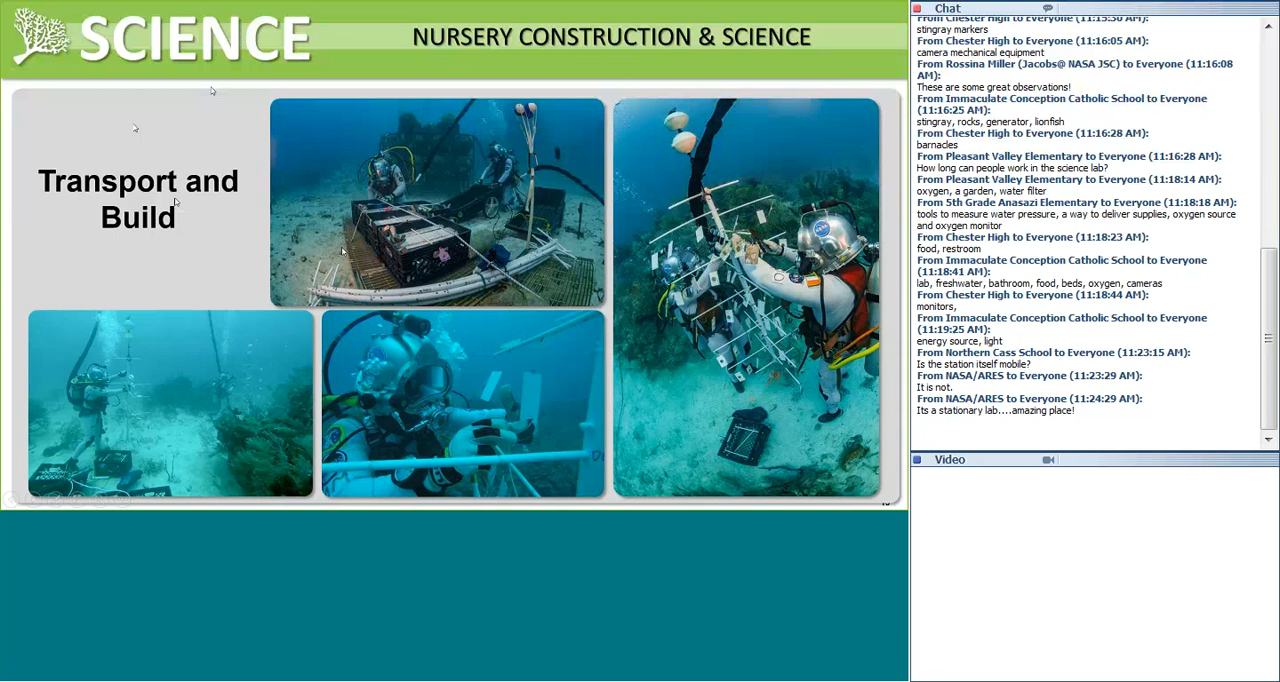 SCIENCE
NURSERY CONSTRUCTION & SCIENCE
Transport and
Build
NASA
Chat
From Chester High to Everyone (11:15:50 AM):
stingray markers
From Chester High to Everyone (11:16:05 AM):
camera mechanical equipment
From Rossina Miller (Jacobs@ NASA JSC) to Everyone (11:16:08
AM):
These are some great observations!
From Immaculate Conception Catholic School to Everyone
(11:16:25 AM):
stingray, rocks, generator, lionfish
From Chester High to Everyone (11:16:28 AM):
barnacles
From Pleasant Valley Elementary to Everyone (11:16:28 AM):
How long can people work in the science lab?
From Pleasant Valley Elementary to Everyone (11:18:14 AM):
oxygen, a garden, water filter
From 5th Grade Anasazi Elementary to Everyone (11:18:18 AM):
tools to measure water pressure, a way to deliver supplies, oxygen source
and oxygen monitor
From Chester High to Everyone (11:18:23 AM):
food, restroom
From Immaculate Conception Catholic School to Everyone
(11:18:41 AM):
lab, freshwater, bathroom, food, beds, oxygen, cameras
From Chester High to Everyone (11:18:44 AM):
monitors,
From Immaculate Conception Catholic School to Everyone
(11:19:25 AM):
energy source, light
From Northern Cass School to Everyone (11:23:15 AM):
Is the station itself mobile?
From NASA/ARES to Everyone (11:23:29 AM):
It is not.
From NASA/ARES to Everyone (11:24:29 AM):
Its a stationary lab....amazing place!
Video